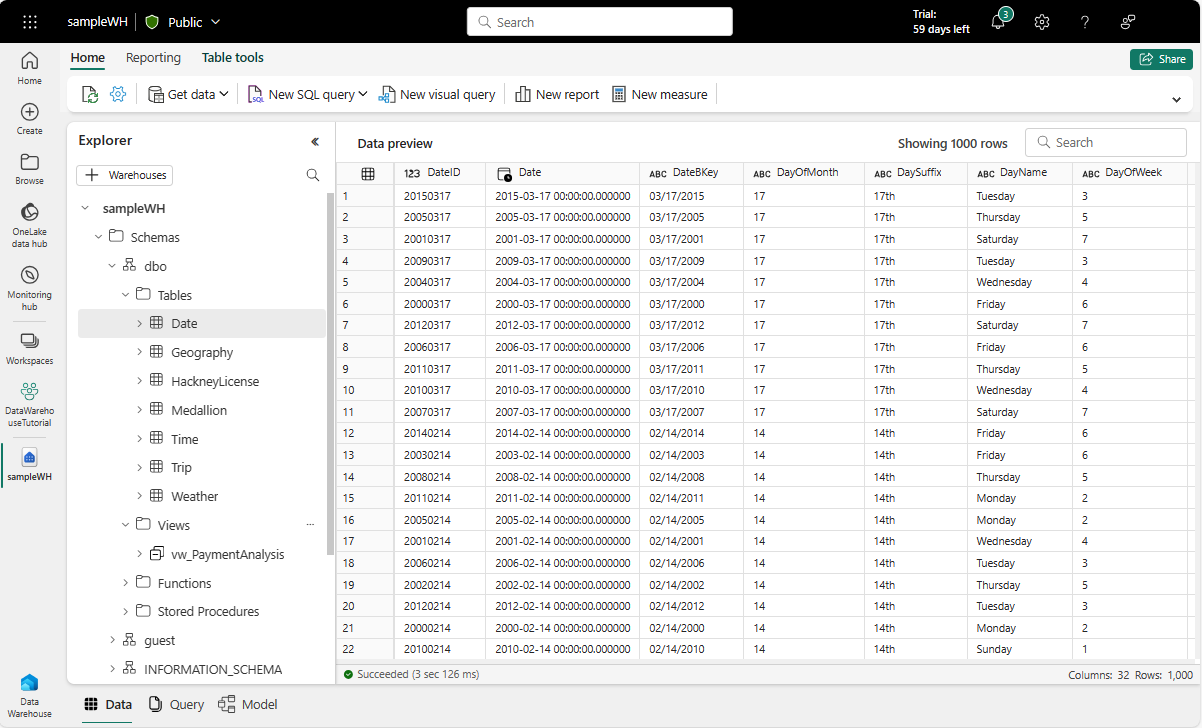 sampleWH Public Search Trial: 3
59 days left ?
Home Reporting Table tools Share
Get data SQL New SQL query New visual query New report New measure
Home
Create
Browse
OneLake
data hub
Monitoring
hub
Workspaces
DataWareho
useTutorial
sampleWH
Data
Warehouse
Explorer «
+ Warehouses
sampleWH
Schemas
dbo
Tables
Date
Geography
HackneyLicense
Medallion
Time
Trip
Weather
Views ...
vw_PaymentAnalysis
Functions
Stored Procedures
guest
INFORMATION_SCHEMA
Data preview Showing 1000 rows Search
123 DateID Date ABC DateBKey ABC DayOfMonth ABC DaySuffix ABC DayName ABC DayOfWeek
1 20150317 2015-03-17 00:00:00.000000 03/17/2015 17 17th Tuesday 3
2 20050317 2005-03-17 00:00:00.000000 03/17/2005 17 17th Thursday 5
3 20010317 2001-03-17 00:00:00.000000 03/17/2001 17 17th Saturday 7
4 20090317 2009-03-17 00:00:00.000000 03/17/2009 17 17th Tuesday 3
5 20040317 2004-03-17 00:00:00.000000 03/17/2004 17 17th Wednesday 4
6 20000317 2000-03-17 00:00:00.000000 03/17/2000 17 17th Friday 6
7 20120317 2012-03-17 00:00:00.000000 03/17/2012 17 17th Saturday 7
8 20060317 2006-03-17 00:00:00.000000 03/17/2006 17 17th Friday 6
9 20110317 2011-03-17 00:00:00.000000 03/17/2011 17 17th Thursday 5
10 20100317 2010-03-17 00:00:00.000000 03/17/2010 17 17th Wednesday 4
11 20070317 2007-03-17 00:00:00.000000 03/17/2007 17 17th Saturday 7
12 20140214 2014-02-14 00:00:00.000000 02/14/2014 14 14th Friday 6
13 20030214 2003-02-14 00:00:00.000000 02/14/2003 14 14th Friday 6
14 20080214 2008-02-14 00:00:00.000000 02/14/2008 14 14th Thursday 5
15 20110214 2011-02-14 00:00:00.000000 02/14/2011 14 14th Monday 2
16 20050214 2005-02-14 00:00:00.000000 02/14/2005 14 14th Monday 2
17 20010214 2001-02-14 00:00:00.000000 02/14/2001 14 14th Wednesday 4
18 20060214 2006-02-14 00:00:00.000000 02/14/2006 14 14th Tuesday 3
19 20020214 2002-02-14 00:00:00.000000 02/14/2002 14 14th Thursday 5
20 20120214 2012-02-14 00:00:00.000000 02/14/2012 14 14th Tuesday 3
21 20000214 2000-02-14 00:00:00.000000 02/14/2000 14 14th Monday 2
22 20100214 2010-02-14 00:00:00.000000 02/14/2010 14 14th Sunday 1
Succeeded (3 sec 126 ms) Columns: 32 Rows: 1,000
Data Query Model